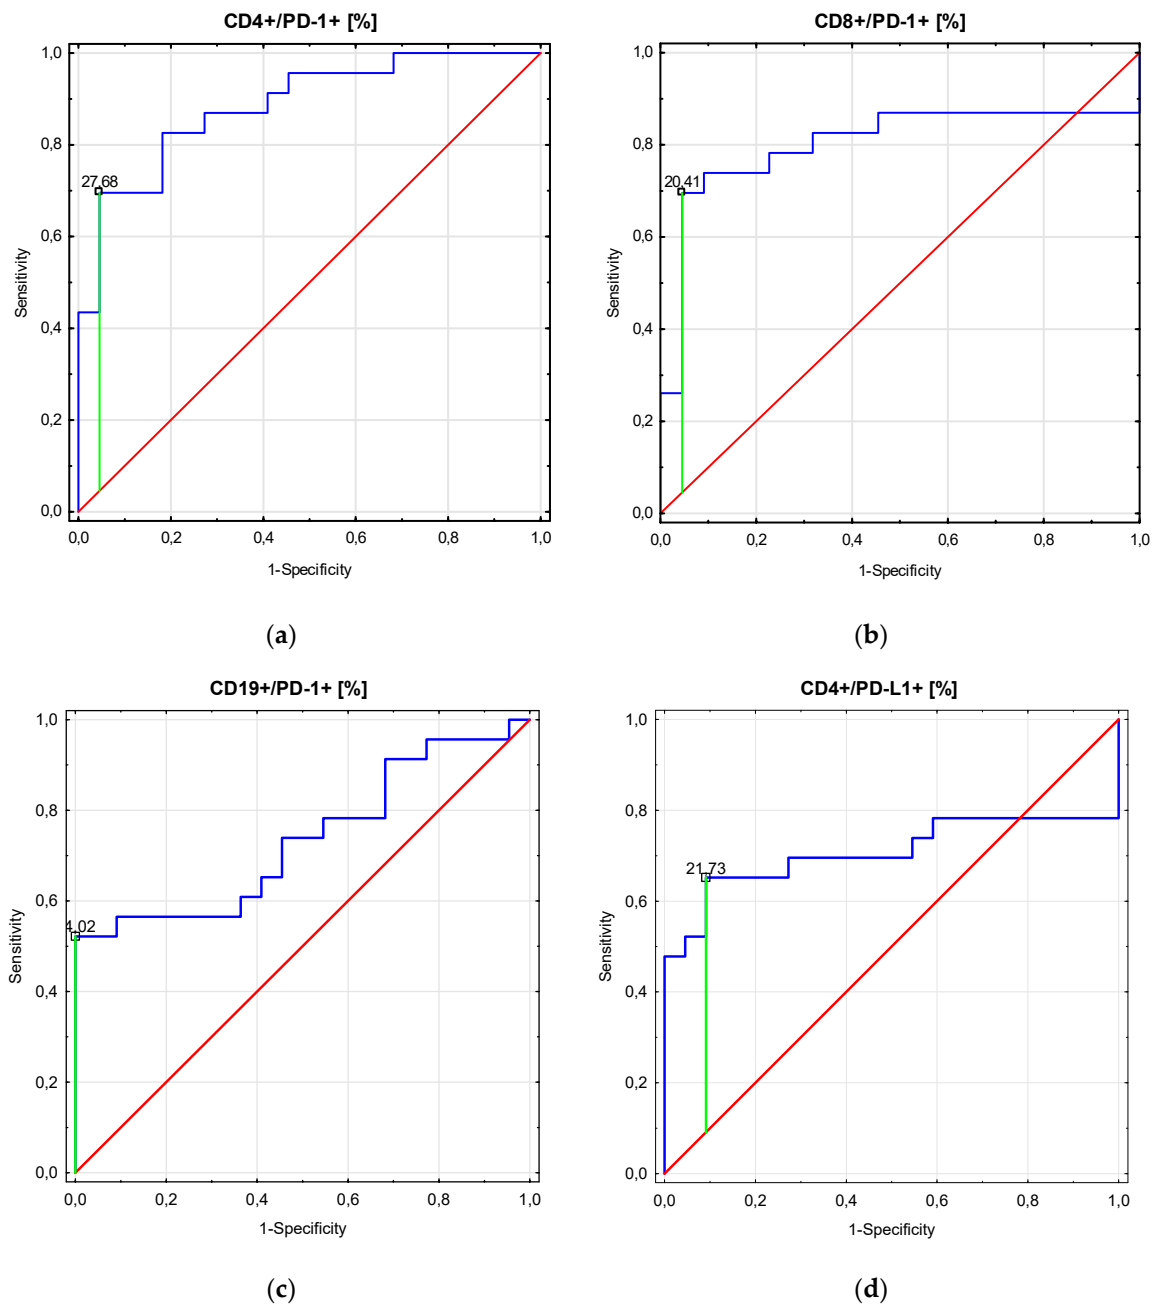 CD4+/PD-1+ [%]
1,0
0,8
0,6
0,4
0,2
0,0
27,68
Sensitivity
0,0 0,2 0,4 0,6 0,8 1,0
1-Specificity
(a)
CD8+/PD-1+ [%]
1,0
0,8
0,6
0,4
0,2
0,0
20,41
Sensitivity
0,0 0,2 0,4 0,6 0,8 1,0
1-Specificity
(b)
CD19+/PD-1+ [%]
1,0
0,8
0,6
0,4
0,2
0,0
4,02
Sensitivity
0,0 0,2 0,4 0,6 0,8 1,0
1-Specificity
(c)
CD4+/PD-L1+ [%]
1,0
0,8
0,6
0,4
0,2
0,0
21,73
Sensitivity
0,0 0,2 0,4 0,6 0,8 1,0
1-Specificity
(d)